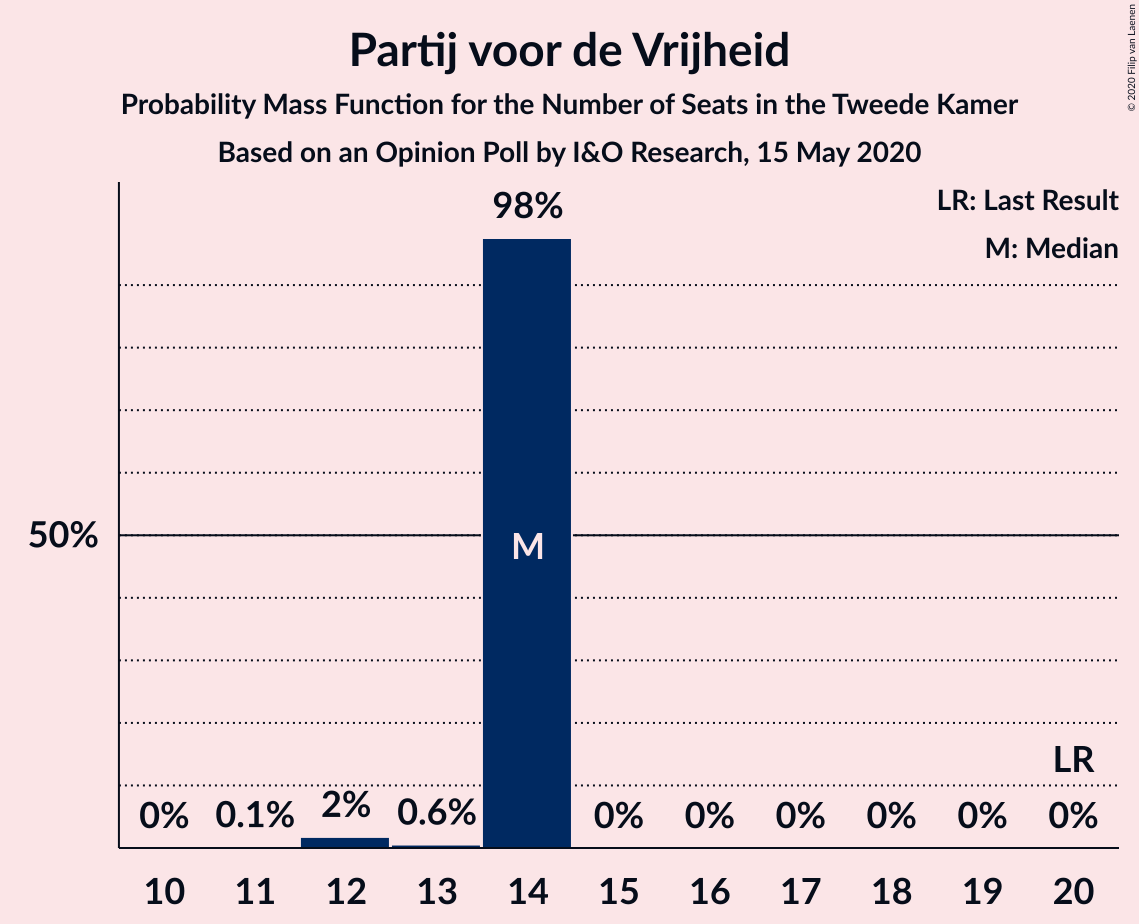 Partij voor de Vrijheid
Probability Mass Function for the Number of Seats in the Tweede Kamer
Based on an Opinion Poll by I&O Research, 15 May 2020
© 2020 Filip van Laenen
LR: Last Result
M: Median
98%
50%
M
LR
0% 0.1% 2% 0.6% 0% 0% 0% 0% 0% 0%
10 11 12 13 14 15 16 17 18 19 20